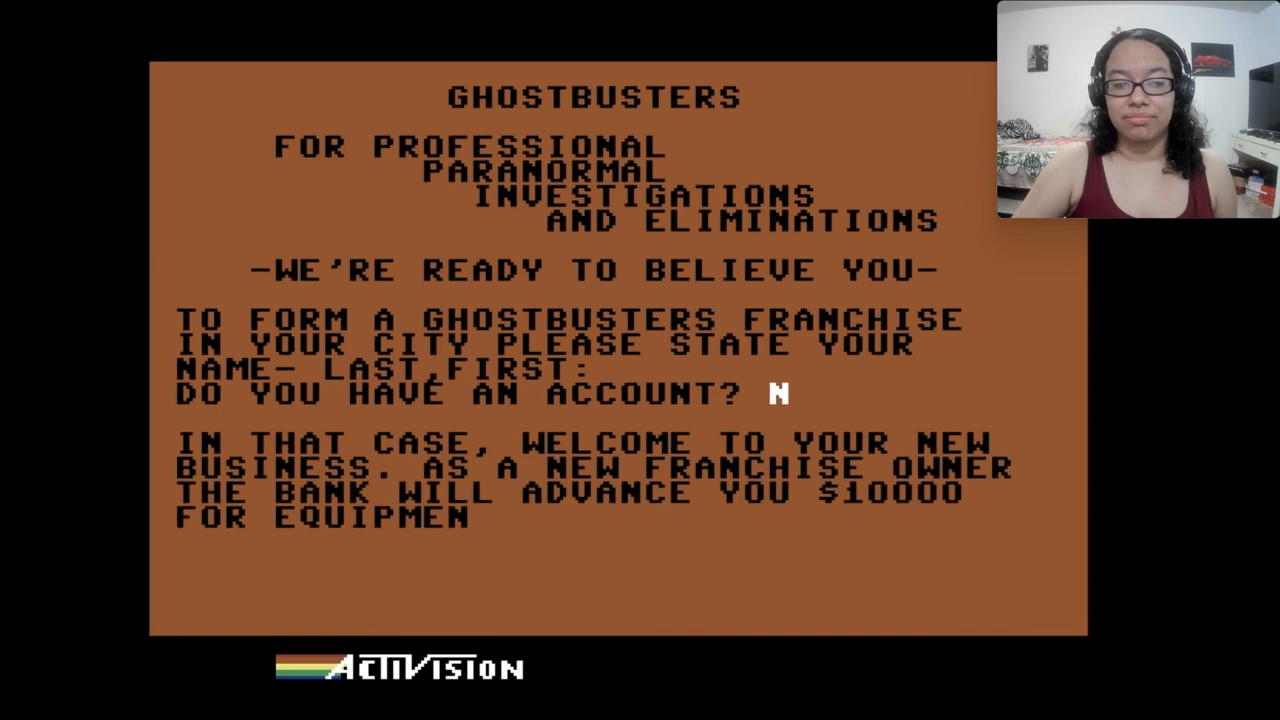 GHOSTBUSTERS
FOR PROFESSIONAL
PARANORMAL
INVESTIGATIONS
AND ELIMINATIONS
-WE'RE READY TO BELIEVE YOU-
TO FORM A GHOSTBUSTERS FRANCHISE
IN YOUR CITY PLEASE STATE YOUR
NAME- LAST,FIRST:
DO YOU HAVE AN ACCOUNT? N
IN THAT CASE, WELCOME TO YOUR NEW
BUSINESS. AS A NEW FRANCHISE OWNER
THE BANK WILL ADVANCE YOU $10000
FOR EQUIPMEN
ACTIVISION